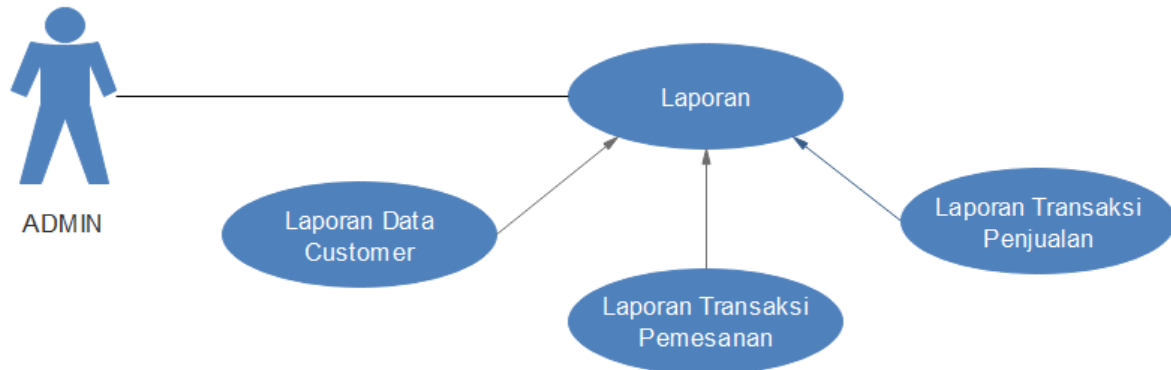 Laporan
ADMIN
Laporan Data
Customer
Laporan Transaksi
Pemesanan
Laporan Transaksi
Penjualan